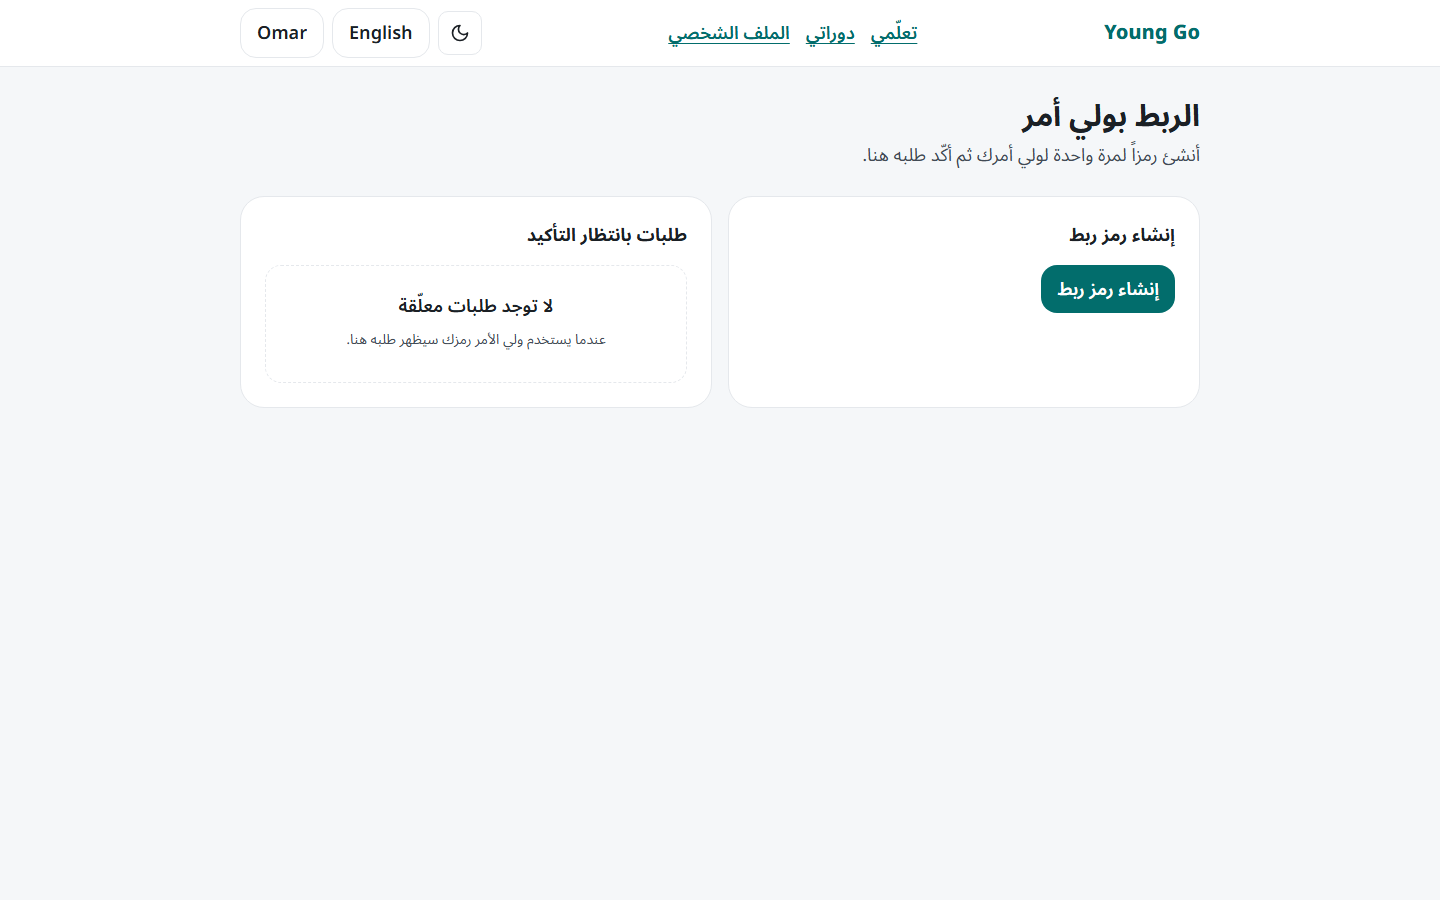 Young Go
تعلّمي
دوراتي
الملف الشخصي
English
Omar
الربط بولي أمر
أنشئ رمزاً لمرة واحدة لولي أمرك ثم أكّد طلبه هنا.
إنشاء رمز ربط
إنشاء رمز ربط
طلبات بانتظار التأكيد
لا توجد طلبات معلّقة
عندما يستخدم ولي الأمر رمزك سيظهر طلبه هنا.